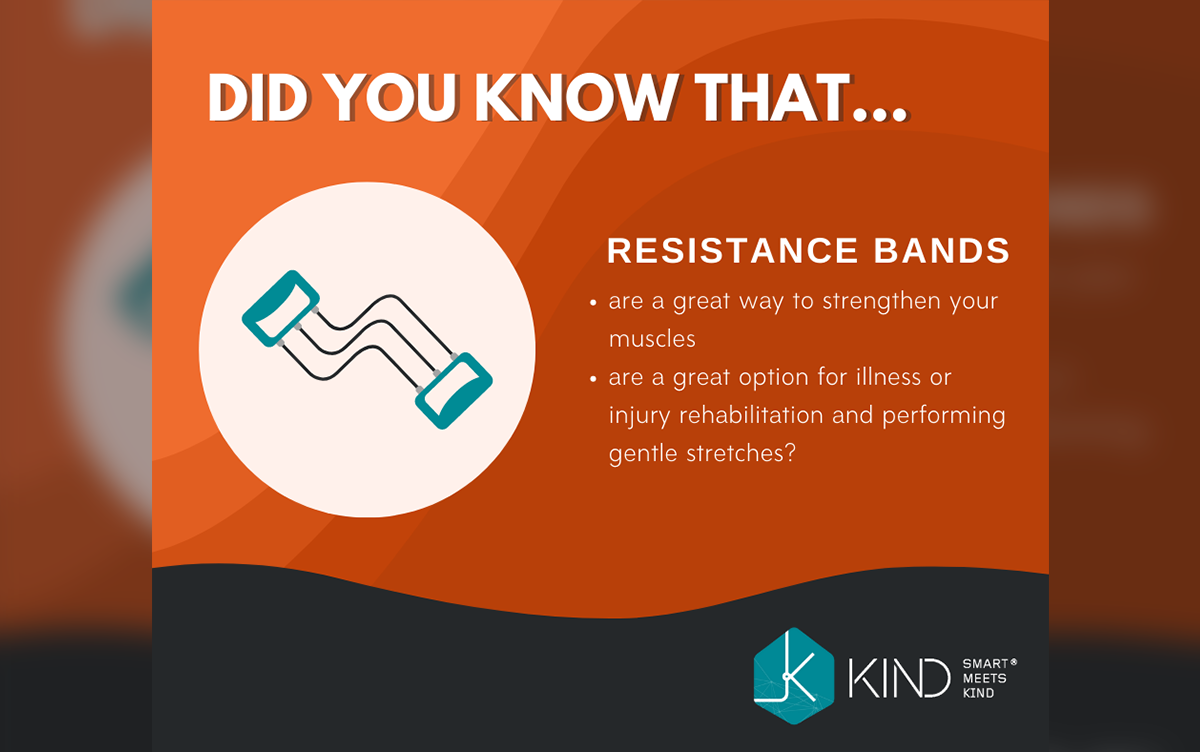 DID YOU KNOW THAT...
RESISTANCE BANDS
• are a great way to strengthen your
muscles
• are a great option for illness or
injury rehabilitation and performing
gentle stretches?
KIND
SMART®
MEETS
KIND